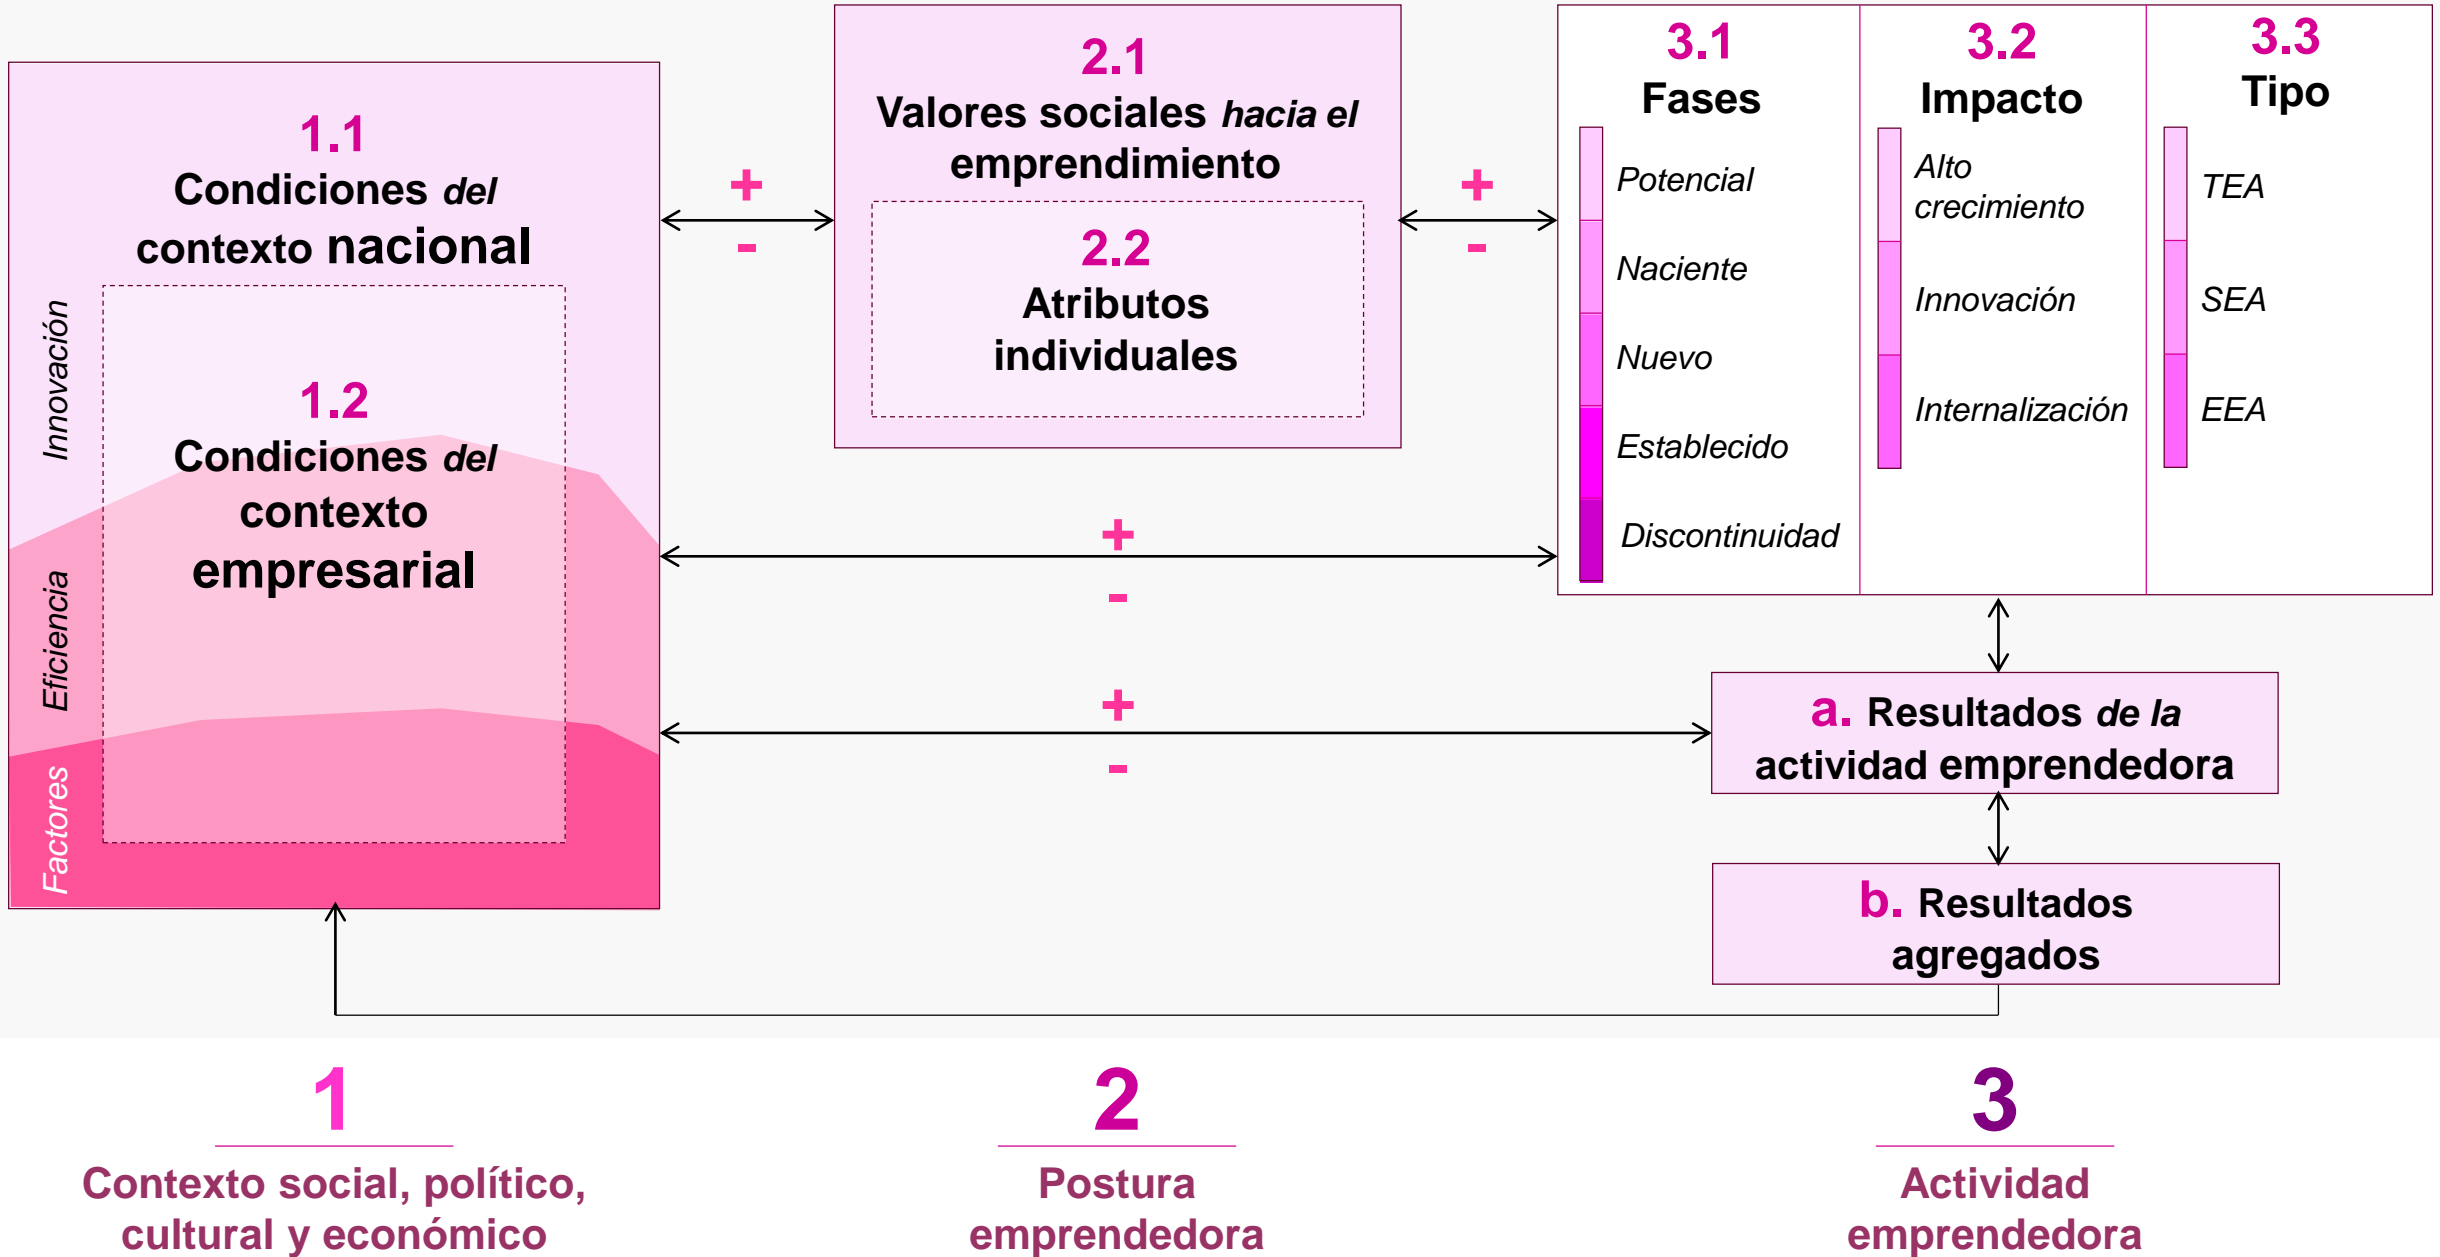 1.1
Condiciones del
contexto nacional
1.2
Condiciones del
contexto
empresarial
Innovación
Eficiencia
Factores
+
-
2.1
Valores sociales hacia el
emprendimiento
2.2
Atributos
individuales
+
-
3.1
Fases
Potencial
Naciente
Nuevo
Establecido
Discontinuidad
3.2
Impacto
Alto
crecimiento
Innovación
Internalización
3.3
Tipo
TEA
SEA
EEA
+
-
+
-
a. Resultados de la
actividad emprendedora
b. Resultados
agregados
1
Contexto social, político,
cultural y económico
2
Postura
emprendedora
3
Actividad
emprendedora